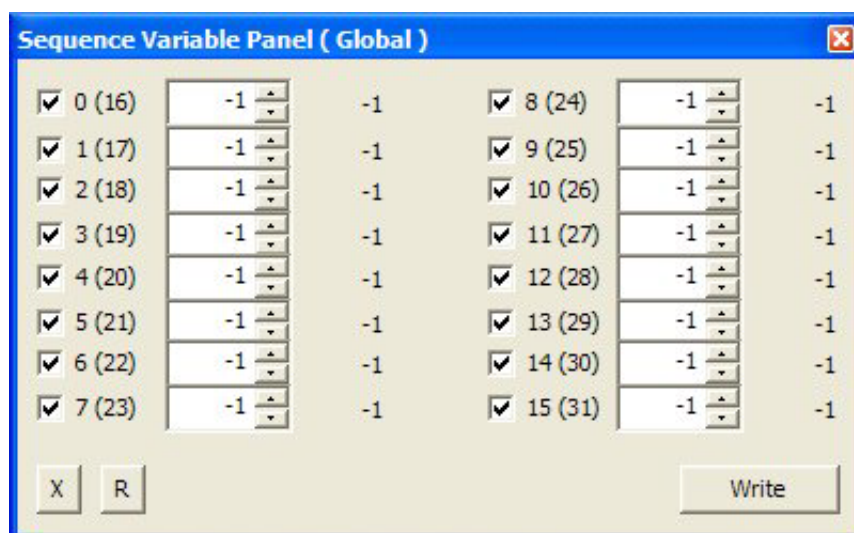 Sequence Variable Panel ( Global )
0 (16) -1 -1 8 (24) -1 -1
1 (17) -1 -1 9 (25) -1 -1
2 (18) -1 -1 10 (26) -1 -1
3 (19) -1 -1 11 (27) -1 -1
4 (20) -1 -1 12 (28) -1 -1
5 (21) -1 -1 13 (29) -1 -1
6 (22) -1 -1 14 (30) -1 -1
7 (23) -1 -1 15 (31) -1 -1
X R Write